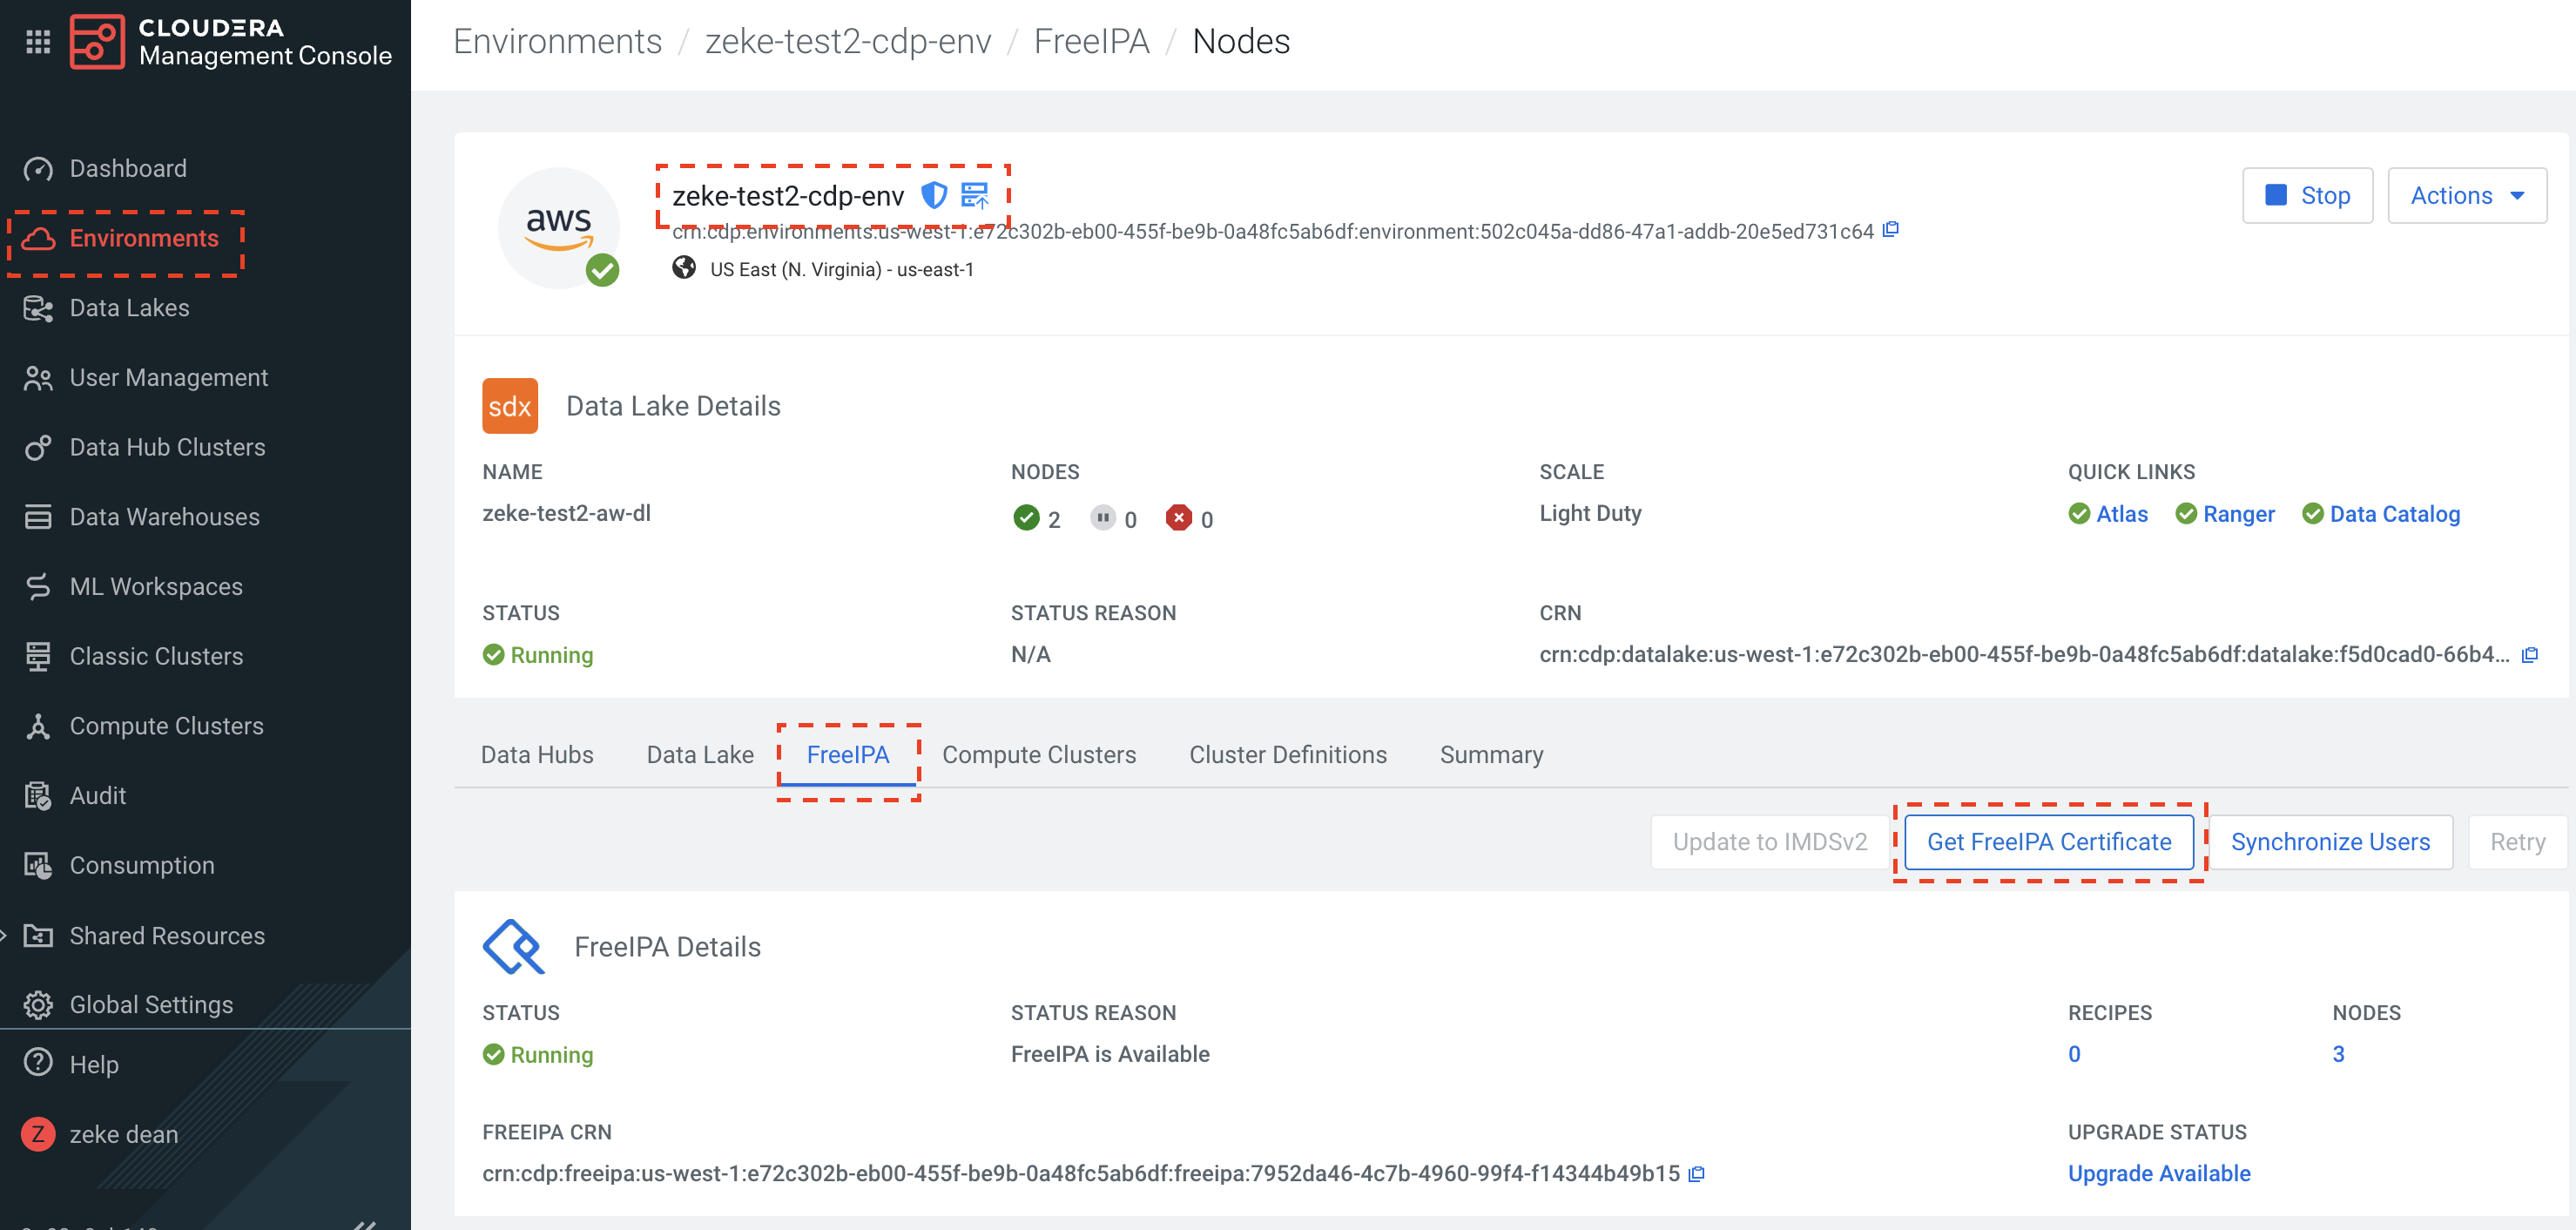 CLOUDERA
Management Console
Dashboard
Environments
Data Lakes
User Management
Data Hub Clusters
Data Warehouses
ML Workspaces
Classic Clusters
Compute Clusters
Audit
Consumption
Shared Resources
Global Settings
Help
Z zeke dean
Environments / zeke-test2-cdp-env / FreeIPA / Nodes
aws
zeke-test2-cdp-env
crn:cdp:environments:us-west-1:e72c302b-eb00-455f-be9b-0a48fc5ab6df:environment:502c045a-dd86-47a1-addb-20e5ed731c64
US East (N. Virginia) - us-east-1
Stop
Actions
sdx Data Lake Details
NAME NODES SCALE QUICK LINKS
zeke-test2-aw-dl 2 0 0 Light Duty Atlas Ranger Data Catalog
STATUS STATUS REASON CRN
Running N/A crn:cdp:datalake:us-west-1:e72c302b-eb00-455f-be9b-0a48fc5ab6df:datalake:f5d0cad0-66b4...
Data Hubs Data Lake FreeIPA Compute Clusters Cluster Definitions Summary
Update to IMDSv2 Get FreeIPA Certificate Synchronize Users Retry
FreeIPA Details
STATUS STATUS REASON RECIPES NODES
Running FreeIPA is Available 0 3
FREEIPA CRN UPGRADE STATUS
crn:cdp:freeipa:us-west-1:e72c302b-eb00-455f-be9b-0a48fc5ab6df:freeipa:7952da46-4c7b-4960-99f4-f14344b49b15 Upgrade Available